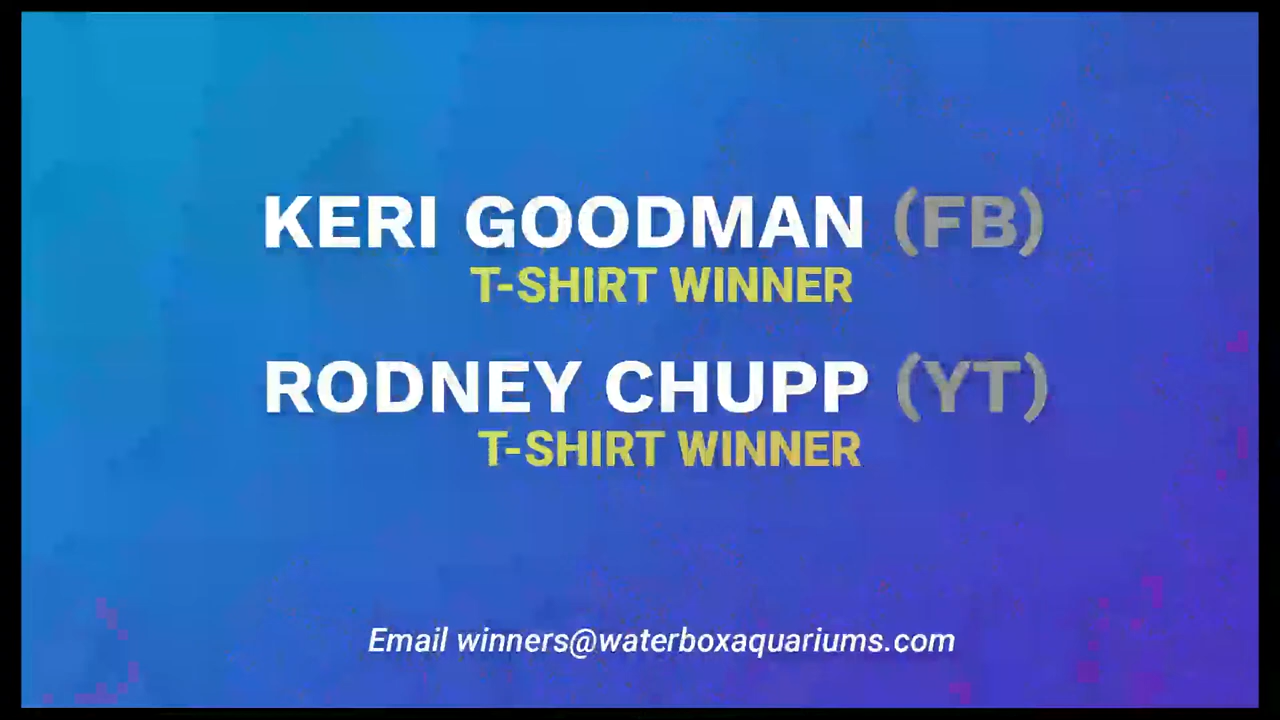 KERI GOODMAN (FB)
T-SHIRT WINNER
RODNEY CHUPP (YT)
T-SHIRT WINNER
Email winners@waterboxaquariums.com